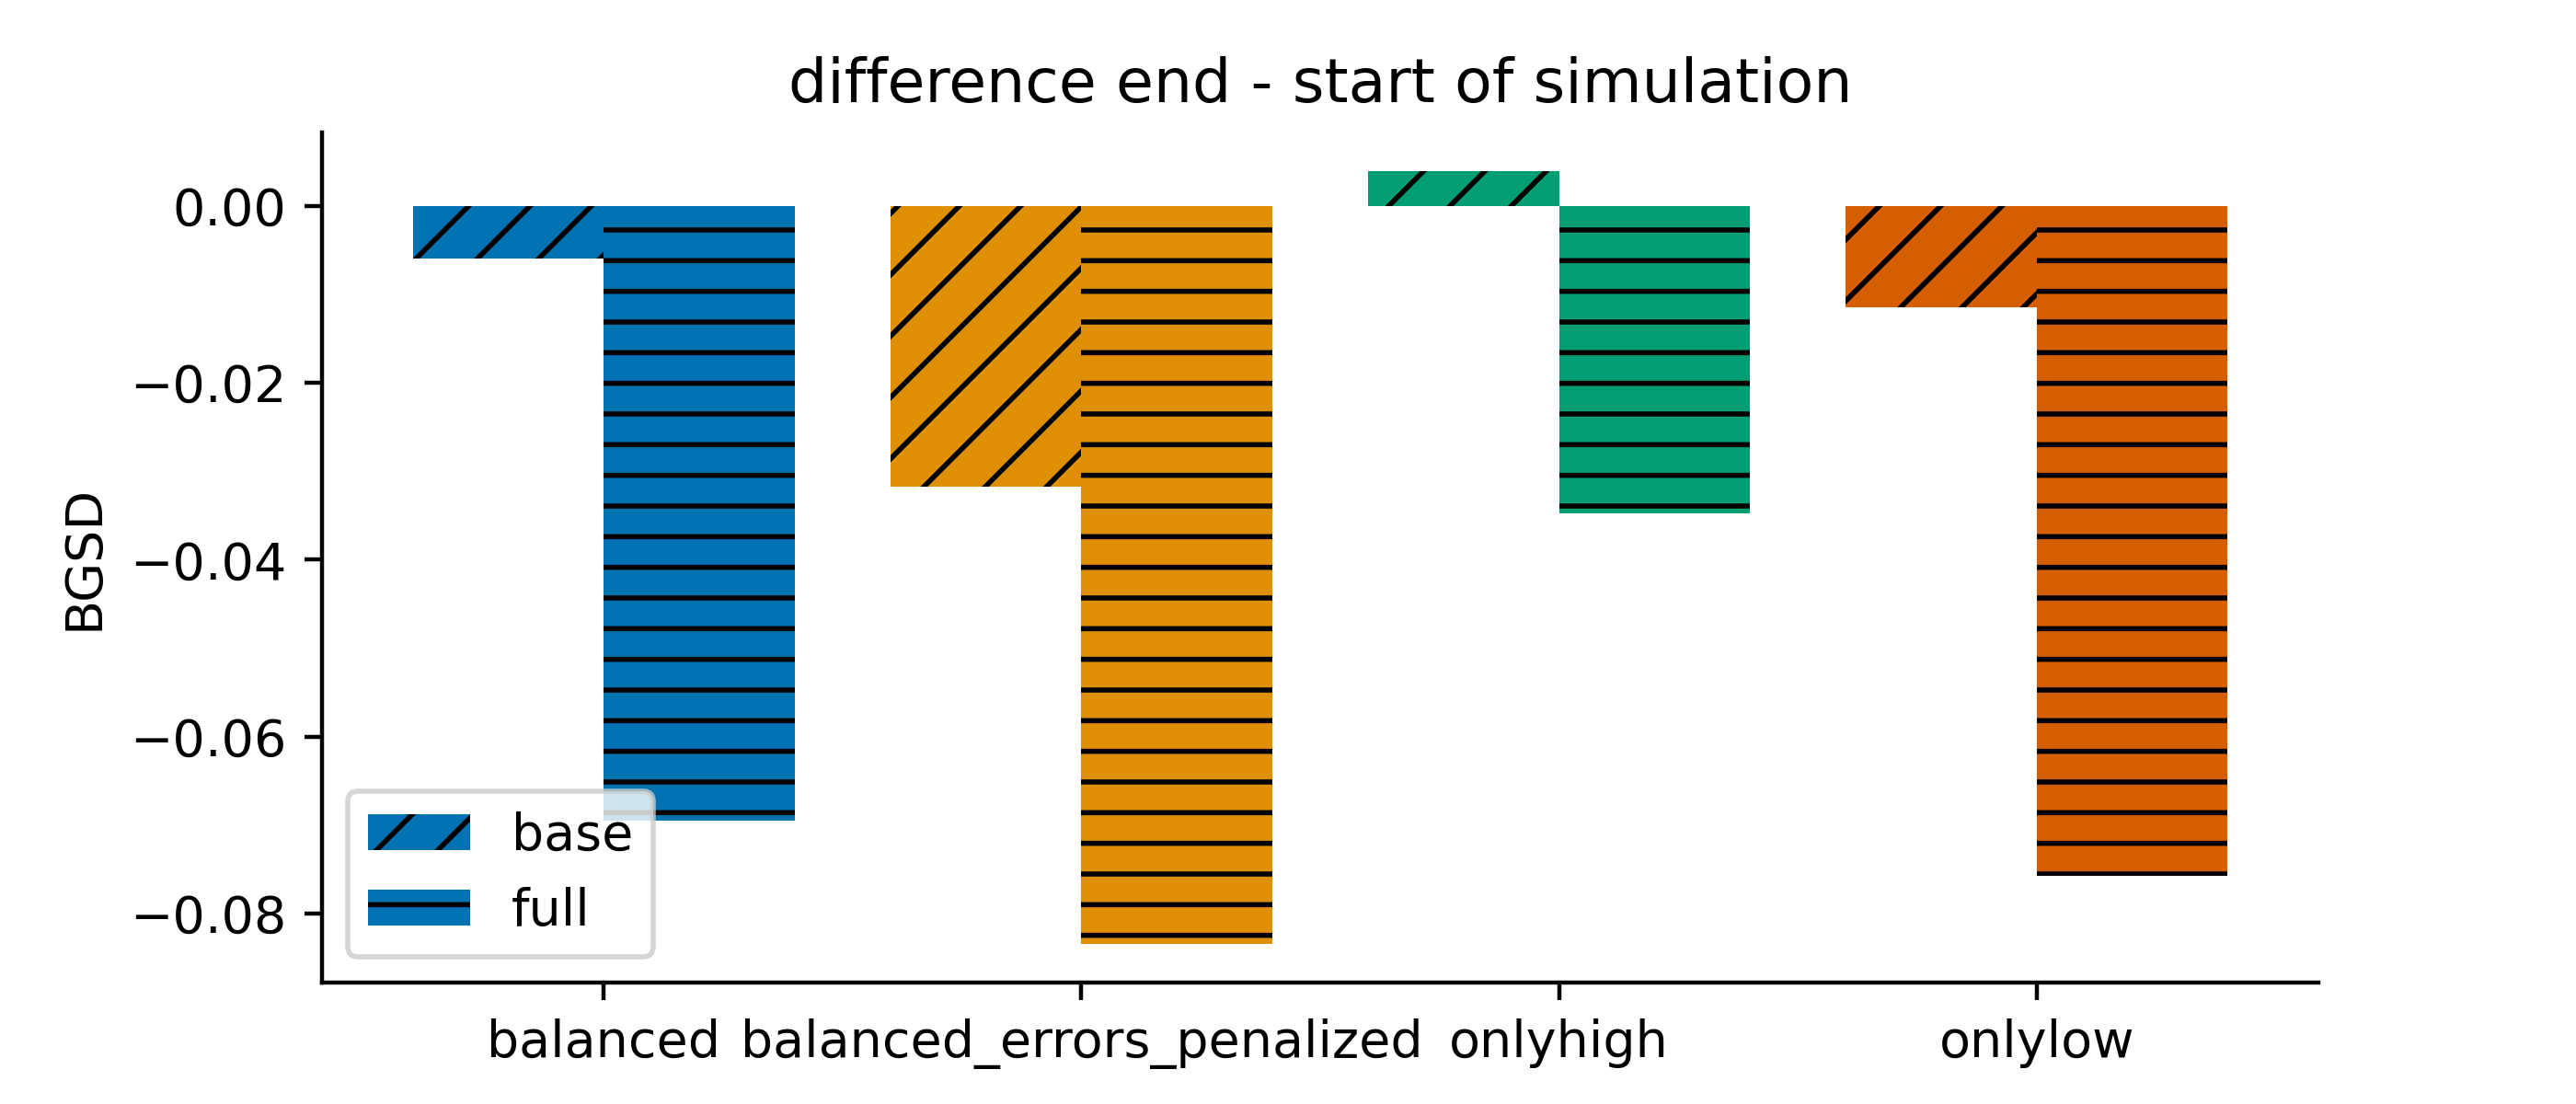 difference end - start of simulation
0.00
−0.02
−0.04
−0.06
−0.08
BGSD
base
full
balanced balanced_errors_penalized onlyhigh onlylow